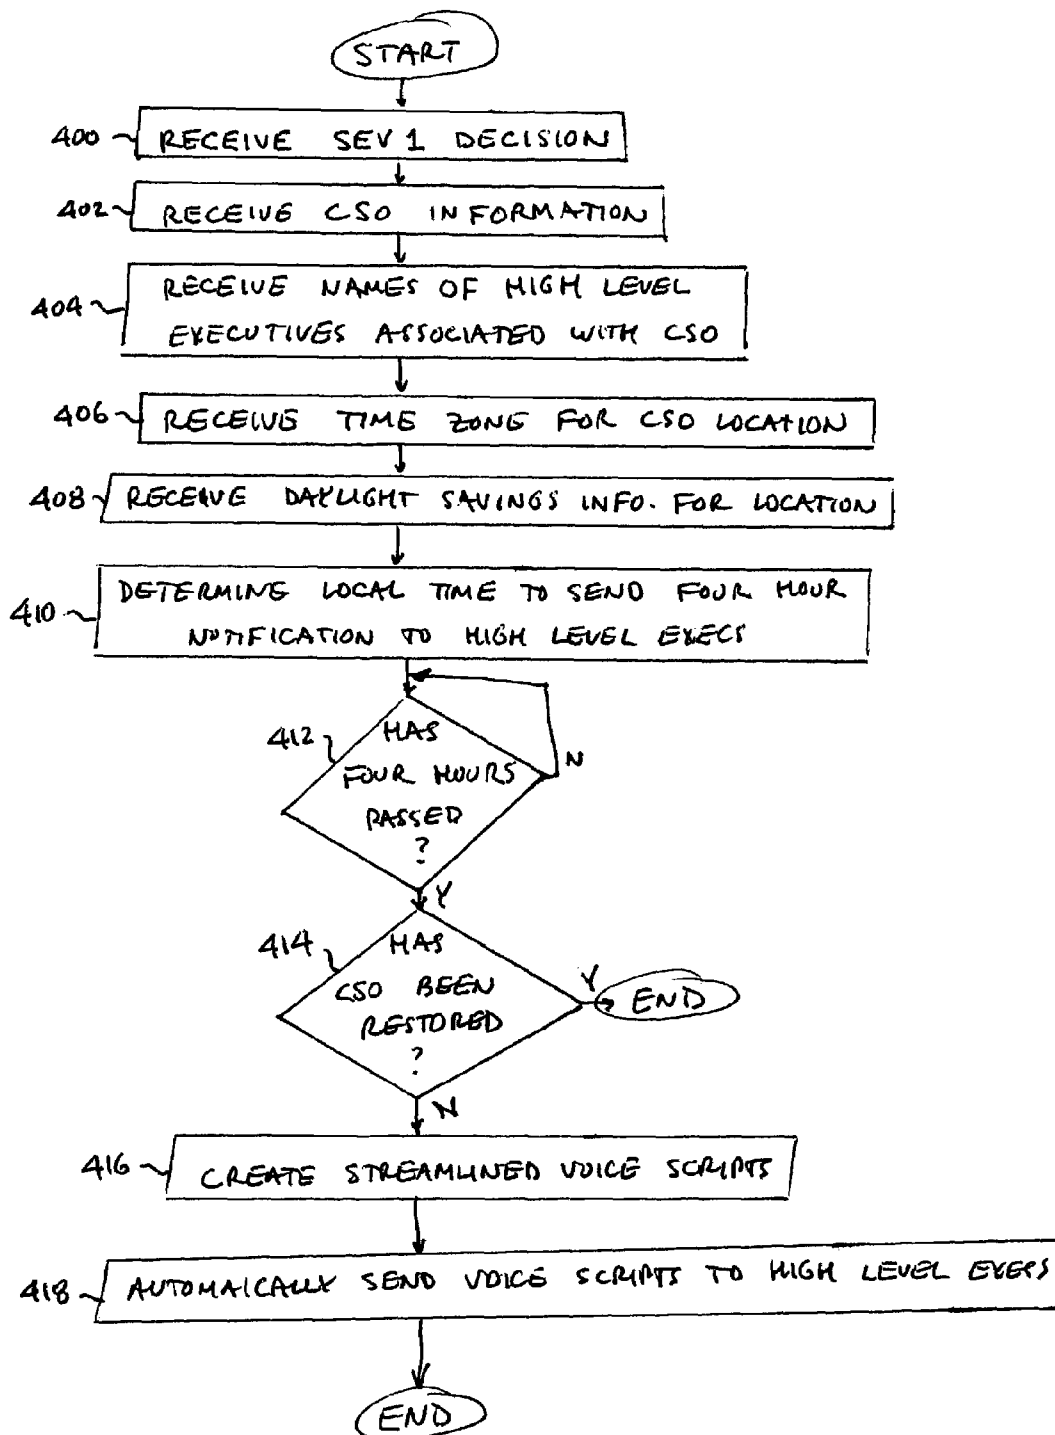 START
400 RECEIVE SEV 1 DECISION
402 RECEIVE CSO INFORMATION
404 RECEIVE NAMES OF HIGH LEVEL
EXECUTIVES ASSOCIATED WITH CSO
406 RECEIVE TIME ZONE FOR CSO LOCATION
408 RECEIVE DAYLIGHT SAVINGS INFO. FOR LOCATION
410 DETERMINE LOCAL TIME TO SEND FOUR HOUR
NOTIFICATION TO HIGH LEVEL EXECS
412 HAS
FOUR HOURS
PASSED
?
N
Y
414 HAS
CSO BEEN
RESTORED
?
Y
END
N
416 CREATE STREAMLINED VOICE SCRIPTS
418 AUTOMAICALLY SEND VOICE SCRIPTS TO HIGH LEVEL EXECS
END